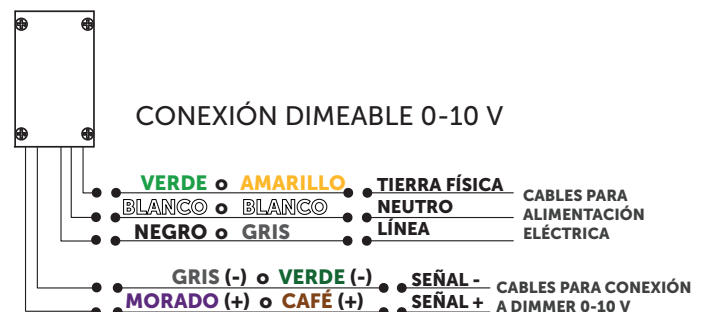 CONEXIÓN DIMEABLE 0-10 V
VERDE o AMARILLO TIERRA FÍSICA
BLANCO o BLANCO NEUTRO
NEGRO o GRIS LÍNEA
CABLES PARA
ALIMENTACIÓN
ELÉCTRICA
GRIS (-) o VERDE (-) SEÑAL -
MORADO (+) o CAFÉ (+) SEÑAL +
CABLES PARA CONEXIÓN
A DIMMER 0-10 V